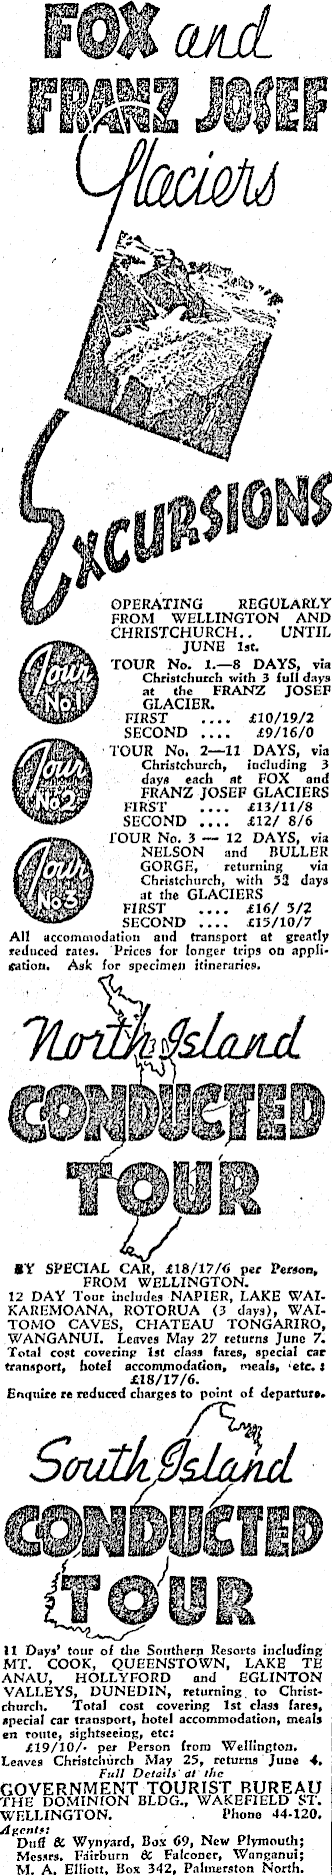 FOX and
FRANZ JOSEF
Glaciers
EXCURSIONS
OPERATING REGULARLY
FROM WELLINGTON AND
CHRISTCHURCH.. UNTIL
JUNE 1st.
Tour
No.1
TOUR No. 1.—8 DAYS, via
Christchurch with 3 full days
at the FRANZ JOSEF
GLACIER.
FIRST .... £10/19/2
SECOND .... £9/16/0
Tour
No.2
TOUR No. 2—11 DAYS, via
Christchurch, including 3
days each at FOX and
FRANZ JOSEF GLACIERS
FIRST .... £13/11/8
SECOND .... £12/ 8/6
Tour
No.3
TOUR No. 3 — 12 DAYS, via
NELSON and BULLER
GORGE, returning via
Christchurch, with days
at the GLACIERS
FIRST .... £16/ 5/2
SECOND .... £15/10/7
All accommodation and transport at greatly
reduced rates. Prices for longer trips on appli-
cation. Ask for specimen itineraries.
North Island
CONDUCTED
TOUR
BY SPECIAL CAR, £18/17/6 per Person,
FROM WELLINGTON.
12 DAY Tour includes NAPIER, LAKE WAI-
KAREMOANA, ROTORUA (3 days), WAI-
TOMO CAVES, CHATEAU TONGARIRO,
WANGANUI. Leaves May 27 returns June 7.
Total cost covering 1st class fares, special car
transport, hotel accommodation, meals, etc.:
£18/17/6.
Enquire re reduced charges to point of departure.
South Island
CONDUCTED
TOUR
11 Days' tour of the Southern Resorts including
MT. COOK, QUEENSTOWN, LAKE TE
ANAU, HOLLYFORD and EGLINTON
VALLEYS, DUNEDIN, returning to Christ-
church. Total cost covering 1st class fares,
special car transport, hotel accommodation, meals
en route, sightseeing, etc:
£19/10/- per Person from Wellington.
Leaves Christchurch May 25, returns June 4.
Full Details at the
GOVERNMENT TOURIST BUREAU
THE DOMINION BLDG., WAKEFIELD ST.
WELLINGTON. Phone 44-120.
Agents:
Duff & Wynyard, Box 69, New Plymouth;
Messrs. Fairburn & Falconer, Wanganui;
M. A. Elliott, Box 342, Palmerston North.